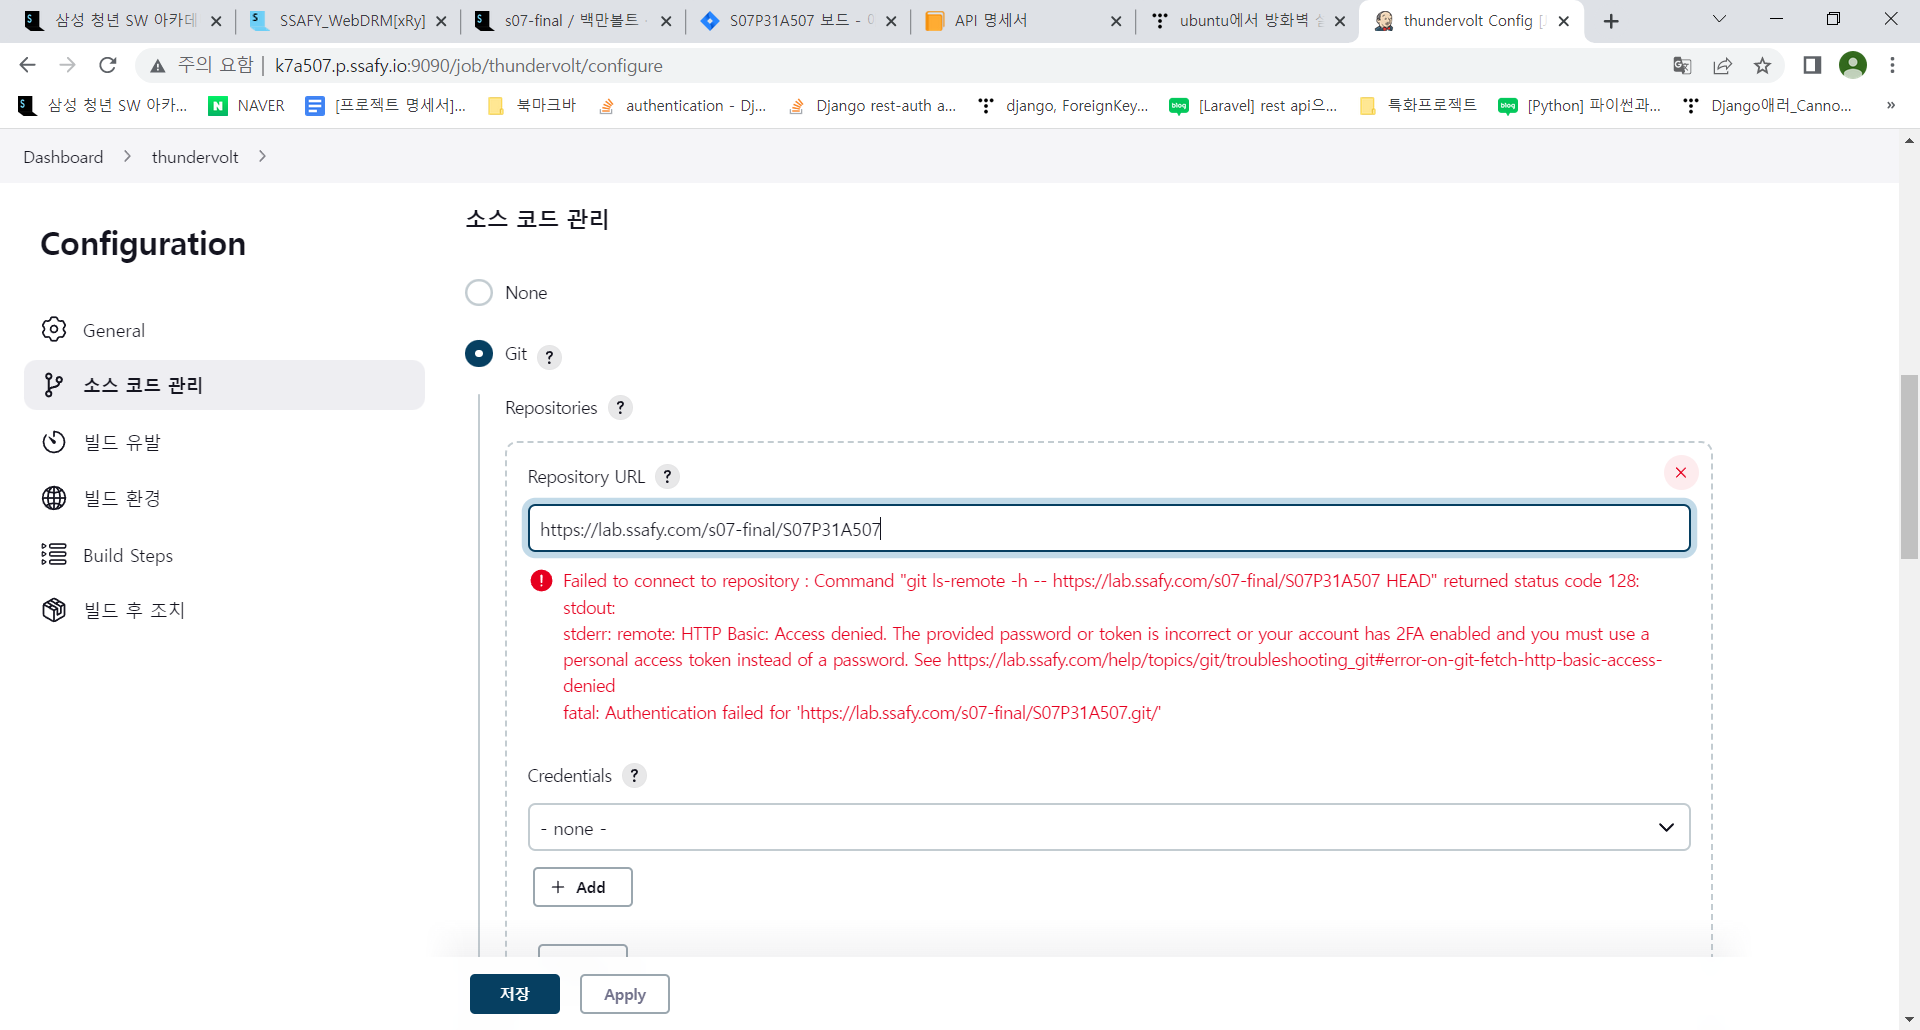 삼성 청년 SW 아카데
SSAFY_WebDRM[xRy]
s07-final / 백만볼트
S07P31A507 보드 -
API 명세서
ubuntu에서 방화벽
thundervolt Config [
주의 요함 | k7a507.p.ssafy.io:9090/job/thundervolt/configure
삼성 청년 SW 아카...
NAVER
[프로젝트 명세서]...
북마크바
authentication - Dj...
Django rest-auth a...
django, ForeignKey...
[Laravel] rest api으...
특화프로젝트
[Python] 파이썬과...
Django애러_Canno...
»
Dashboard > thundervolt >
Configuration
General
소스 코드 관리
빌드 유발
빌드 환경
Build Steps
빌드 후 조치
소스 코드 관리
None
Git ?
Repositories ?
Repository URL ?
https://lab.ssafy.com/s07-final/S07P31A507
Failed to connect to repository : Command "git ls-remote -h -- https://lab.ssafy.com/s07-final/S07P31A507 HEAD" returned status code 128:
stdout:
stderr: remote: HTTP Basic: Access denied. The provided password or token is incorrect or your account has 2FA enabled and you must use a
personal access token instead of a password. See https://lab.ssafy.com/help/topics/git/troubleshooting_git#error-on-git-fetch-http-basic-access-
denied
fatal: Authentication failed for 'https://lab.ssafy.com/s07-final/S07P31A507.git/'
Credentials ?
- none -
+ Add
저장
Apply